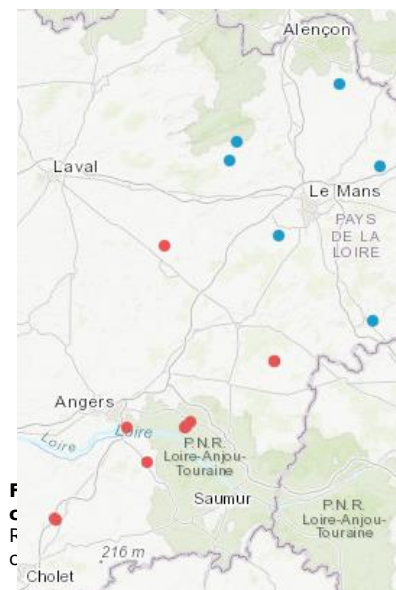 Alençon
Laval
Le Mans
PAYS
DE LA
LOIRE
Angers
Loire
Loire
P.N.R.
Loire-Anjou-
Touraine
Saumur
P.N.R.
Loire-Anjou-
Touraine
216 m
Cholet